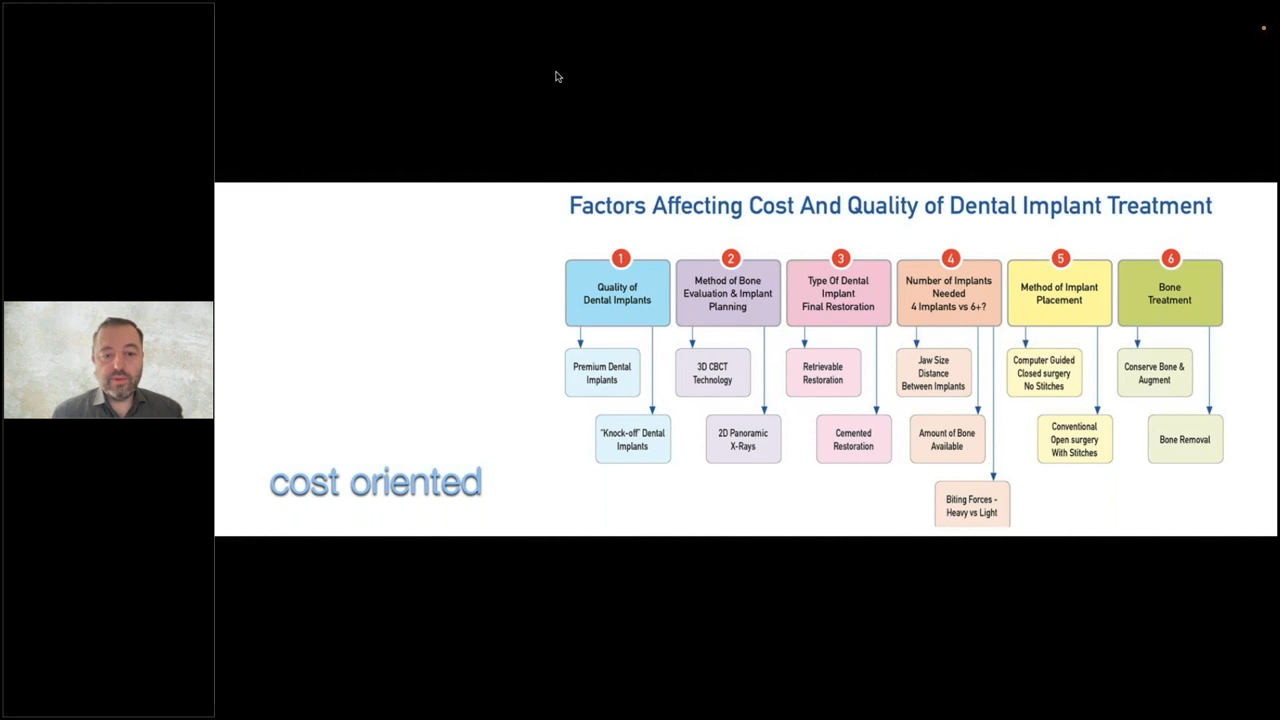 Factors Affecting Cost And Quality of Dental Implant Treatment
1
Quality of
Dental Implants
Premium Dental
Implants
"Knock-off" Dental
Implants
2
Method of Bone
Evaluation & Implant
Planning
3D CBCT
Technology
2D Panoramic
X-Rays
3
Type Of Dental
Implant
Final Restoration
Retrievable
Restoration
Cemented
Restoration
4
Number of Implants
Needed
4 Implants vs 6+?
Jaw Size
Distance
Between Implants
Amount of Bone
Available
Biting Forces -
Heavy vs Light
5
Method of Implant
Placement
Computer Guided
Closed surgery
No Stitches
Conventional
Open surgery
With Stitches
6
Bone
Treatment
Conserve Bone &
Augment
Bone Removal
cost oriented